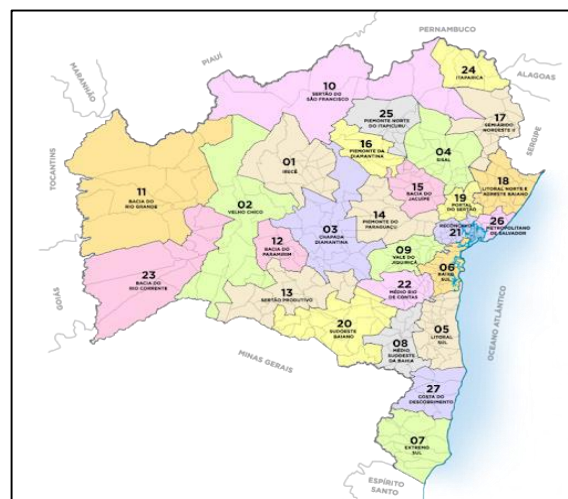 PERNAMBUCO
PIAUÍ
MARANHÃO
24
ITAPARICA
ALAGOAS
10
SERTÃO DO
SÃO FRANCISCO
25
PIEMONTE NORTE
DO ITAPICURU
17
SEMIÁRIDO
NORDESTE II
SERGIPE
16
PIEMONTE DA
DIAMANTINA
04
SISAL
01
IRECÊ
TOCANTINS
11
BACIA DO
RIO GRANDE
02
VELHO CHICO
15
BACIA DO
JACUÍPE
18
LITORAL NORTE E
AGRESTE BAIANO
19
PORTAL
DO SERTÃO
14
PIEMONTE DO
PARAGUAÇU
03
CHAPADA
DIAMANTINA
RECÔNCAVO
21
26
METROPOLITANO
DE SALVADOR
12
BACIA DO
PARAMIRIM
09
VALE DO
JIQUIRIÇÁ
06
BAIXO
SUL
23
BACIA DO
RIO CORRENTE
GOIÁS
13
SERTÃO PRODUTIVO
22
MÉDIO RIO
DE CONTAS
20
SUDOESTE
BAIANO
05
LITORAL
SUL
08
MÉDIO
SUDOESTE
DA BAHIA
OCEANO ATLÂNTICO
MINAS GERAIS
27
COSTA DO
DESCOBRIMENTO
07
EXTREMO
SUL
ESPÍRITO
SANTO